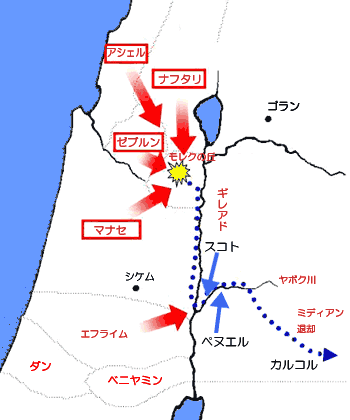 アシェル
ナフタリ
ゴラン
ゼブルン
モレクの丘
ギレアド
マナセ
スコト
シケム
ヤボク川
ミディアン
退却
エフライム
ペヌエル
カルコル
ダン
ベニヤミン